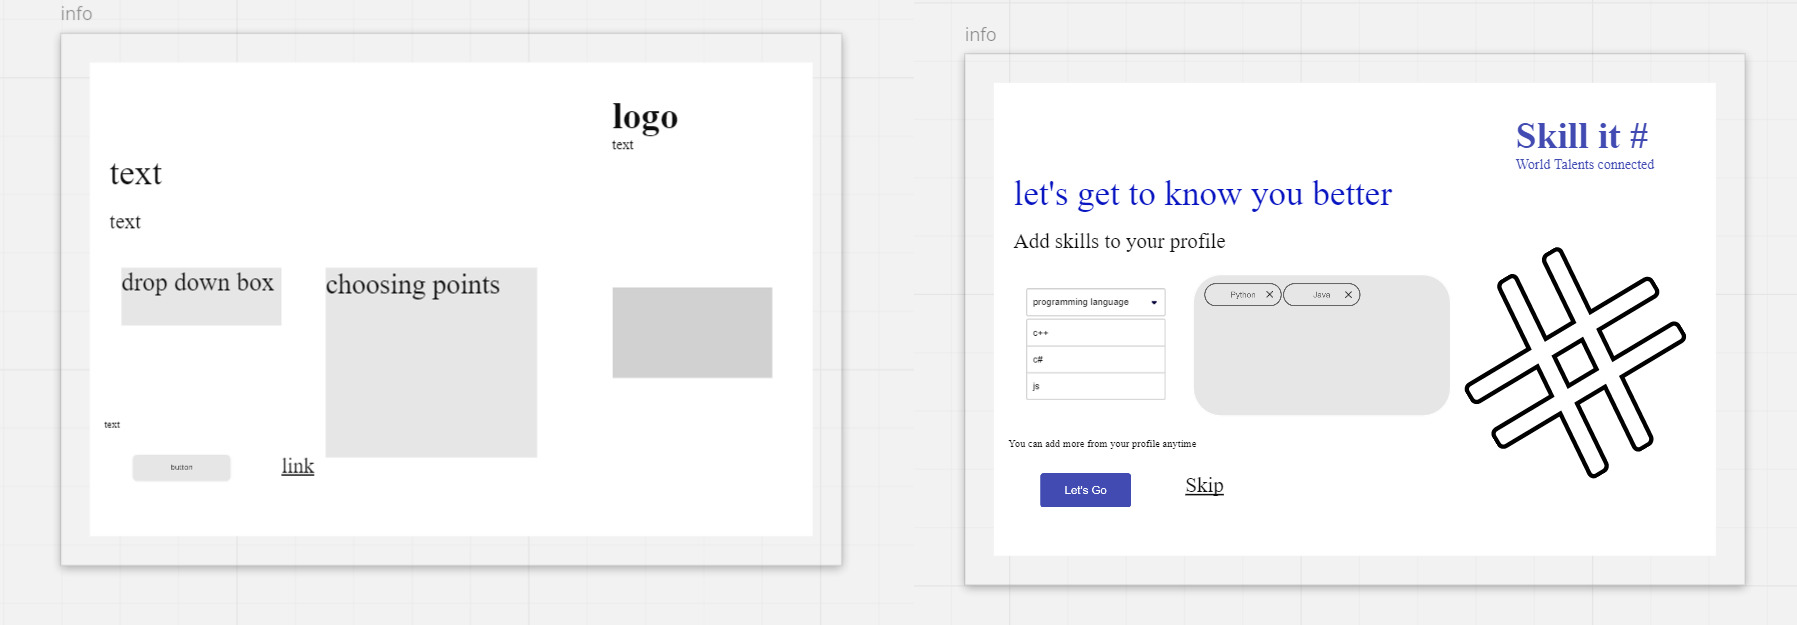 info
logo
text
text
text
drop down box
choosing points
text
button
link
info
Skill it #
World Talents connected
let's get to know you better
Add skills to your profile
programming language
c++
c#
js
Python
Java
You can add more from your profile anytime
Let's Go
Skip